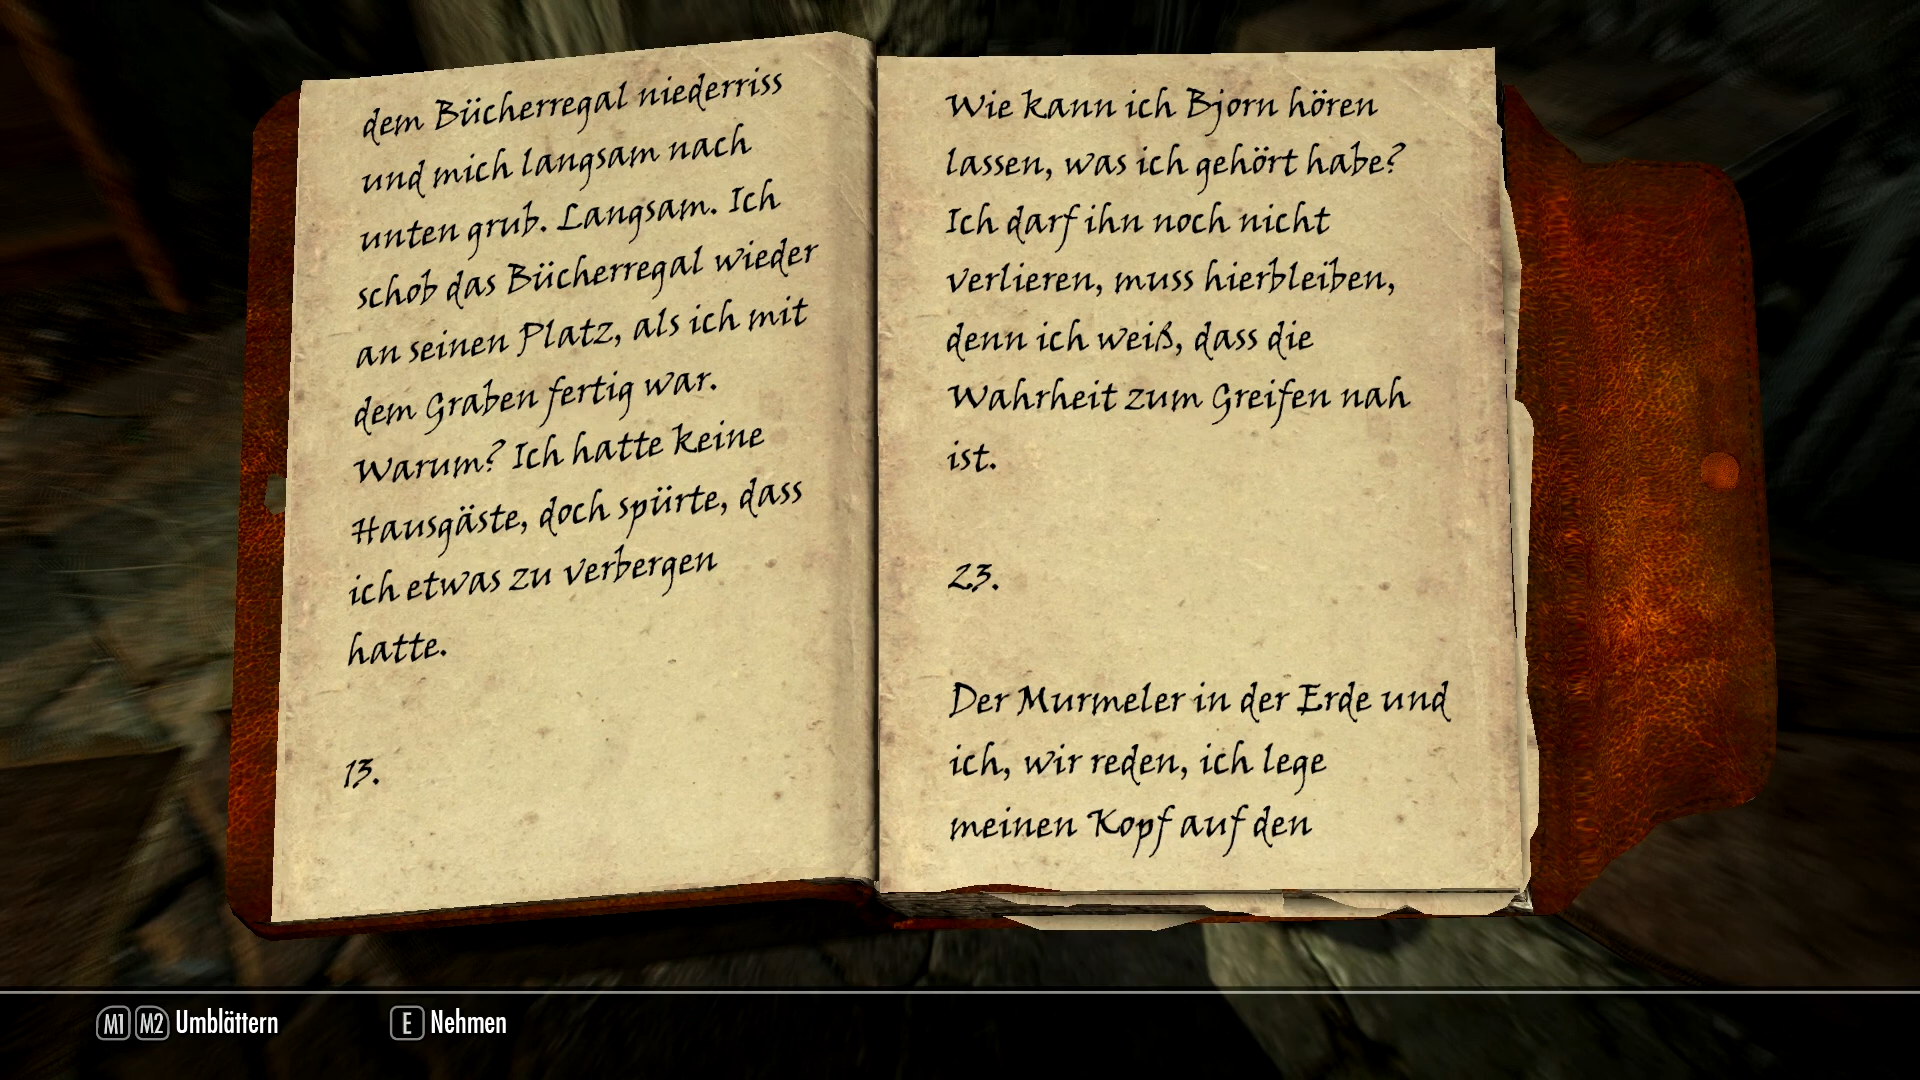 dem Bücherregal niederriss
und mich langsam nach
unten grub. Langsam. Ich
schob das Bücherregal wieder
an seinen Platz, als ich mit
dem Graben fertig war.
Warum? Ich hatte keine
Hausgäste, doch spürte, dass
ich etwas zu verbergen
hatte.
13.
Wie kann ich Bjorn hören
lassen, was ich gehört habe?
Ich darf ihn noch nicht
verlieren, muss hierbleiben,
denn ich weiß, dass die
Wahrheit zum Greifen nah
ist.
23.
Der Murmeler in der Erde und
ich, wir reden, ich lege
meinen Kopf auf den
M1 M2 Umblättern
E Nehmen